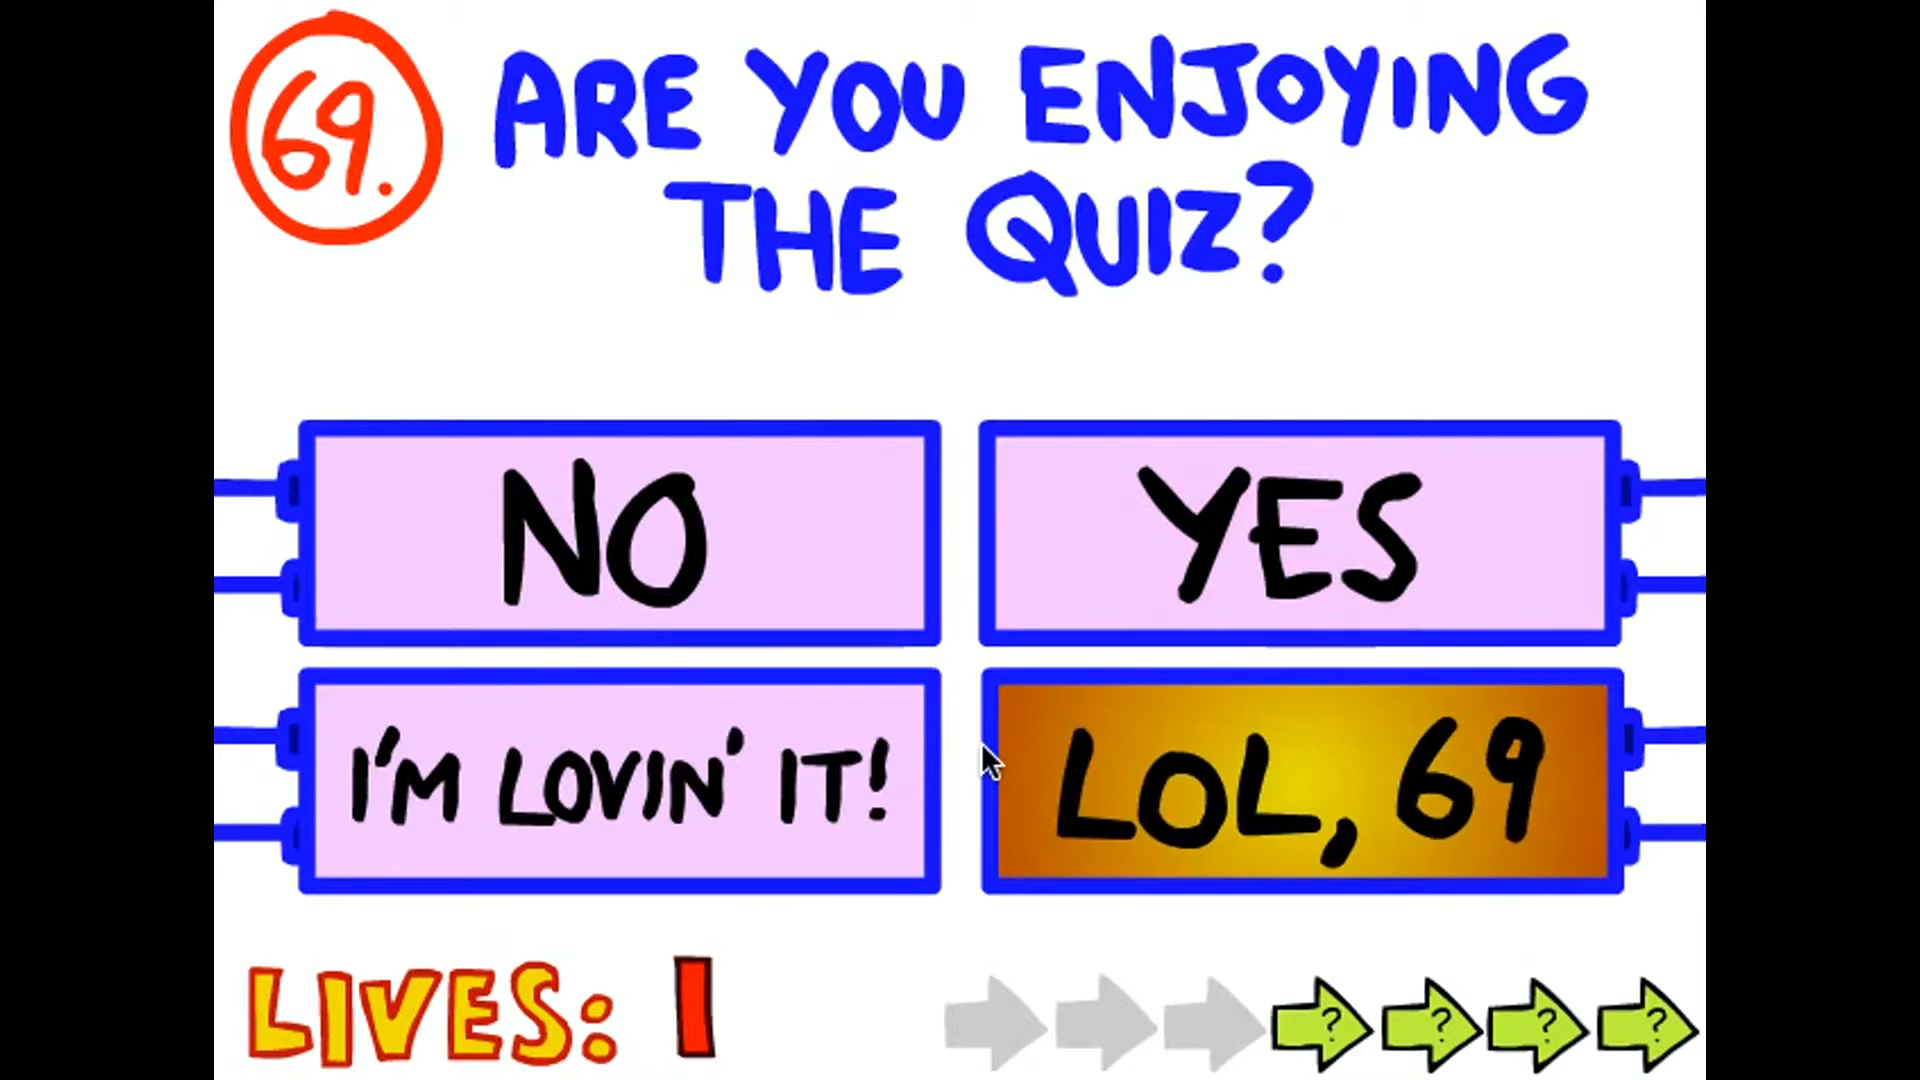 69.
ARE YOU ENJOYING
THE QUIZ?
NO
YES
I'M LOVIN' IT!
LOL, 69
LIVES: 1
? ? ? ?